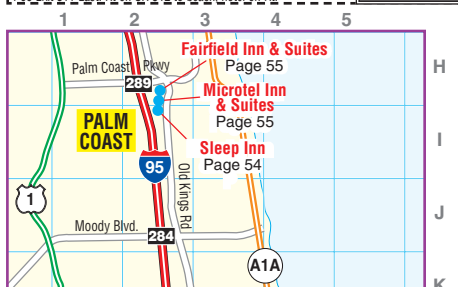 1 2 3 4 5
Fairfield Inn & Suites
Page 55
H
Palm Coast Pkwy
289
Microtel Inn
& Suites
Page 55
PALM
COAST
I
Sleep Inn
Page 54
95
Old Kings Rd
1
J
Moody Blvd.
284
A1A
K